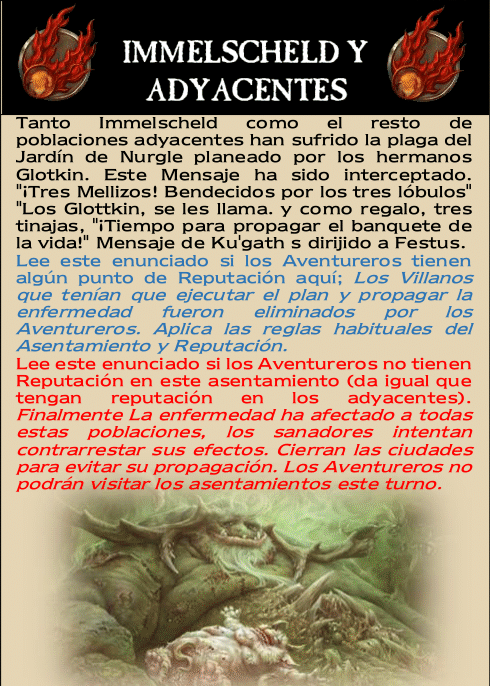 IMMELSCHELD Y
ADYACENTES
Tanto Immelscheld como el resto de
poblaciones adyacentes han sufrido la plaga del
Jardín de Nurgle planeado por los hermanos
Glotkin. Este Mensaje ha sido interceptado.
"¡Tres Mellizos! Bendecidos por los tres lóbulos"
"Los Glottkin, se les llama. y como regalo, tres
tinajas, "¡Tiempo para propagar el banquete de
la vida!" Mensaje de Ku'gath s dirijido a Festus.
Lee este enunciado si los Aventureros tienen
algún punto de Reputación aquí; Los Villanos
que tenían que ejecutar el plan y propagar la
enfermedad fueron eliminados por los
Aventureros. Aplica las reglas habituales del
Asentamiento y Reputación.
Lee este enunciado si los Aventureros no tienen
Reputación en este asentamiento (da igual que
tengan reputación en los adyacentes).
Finalmente La enfermedad ha afectado a todas
estas poblaciones, los sanadores intentan
contrarrestar sus efectos. Cierran las ciudades
para evitar su propagación. Los Aventureros no
podrán visitar los asentamientos este turno.